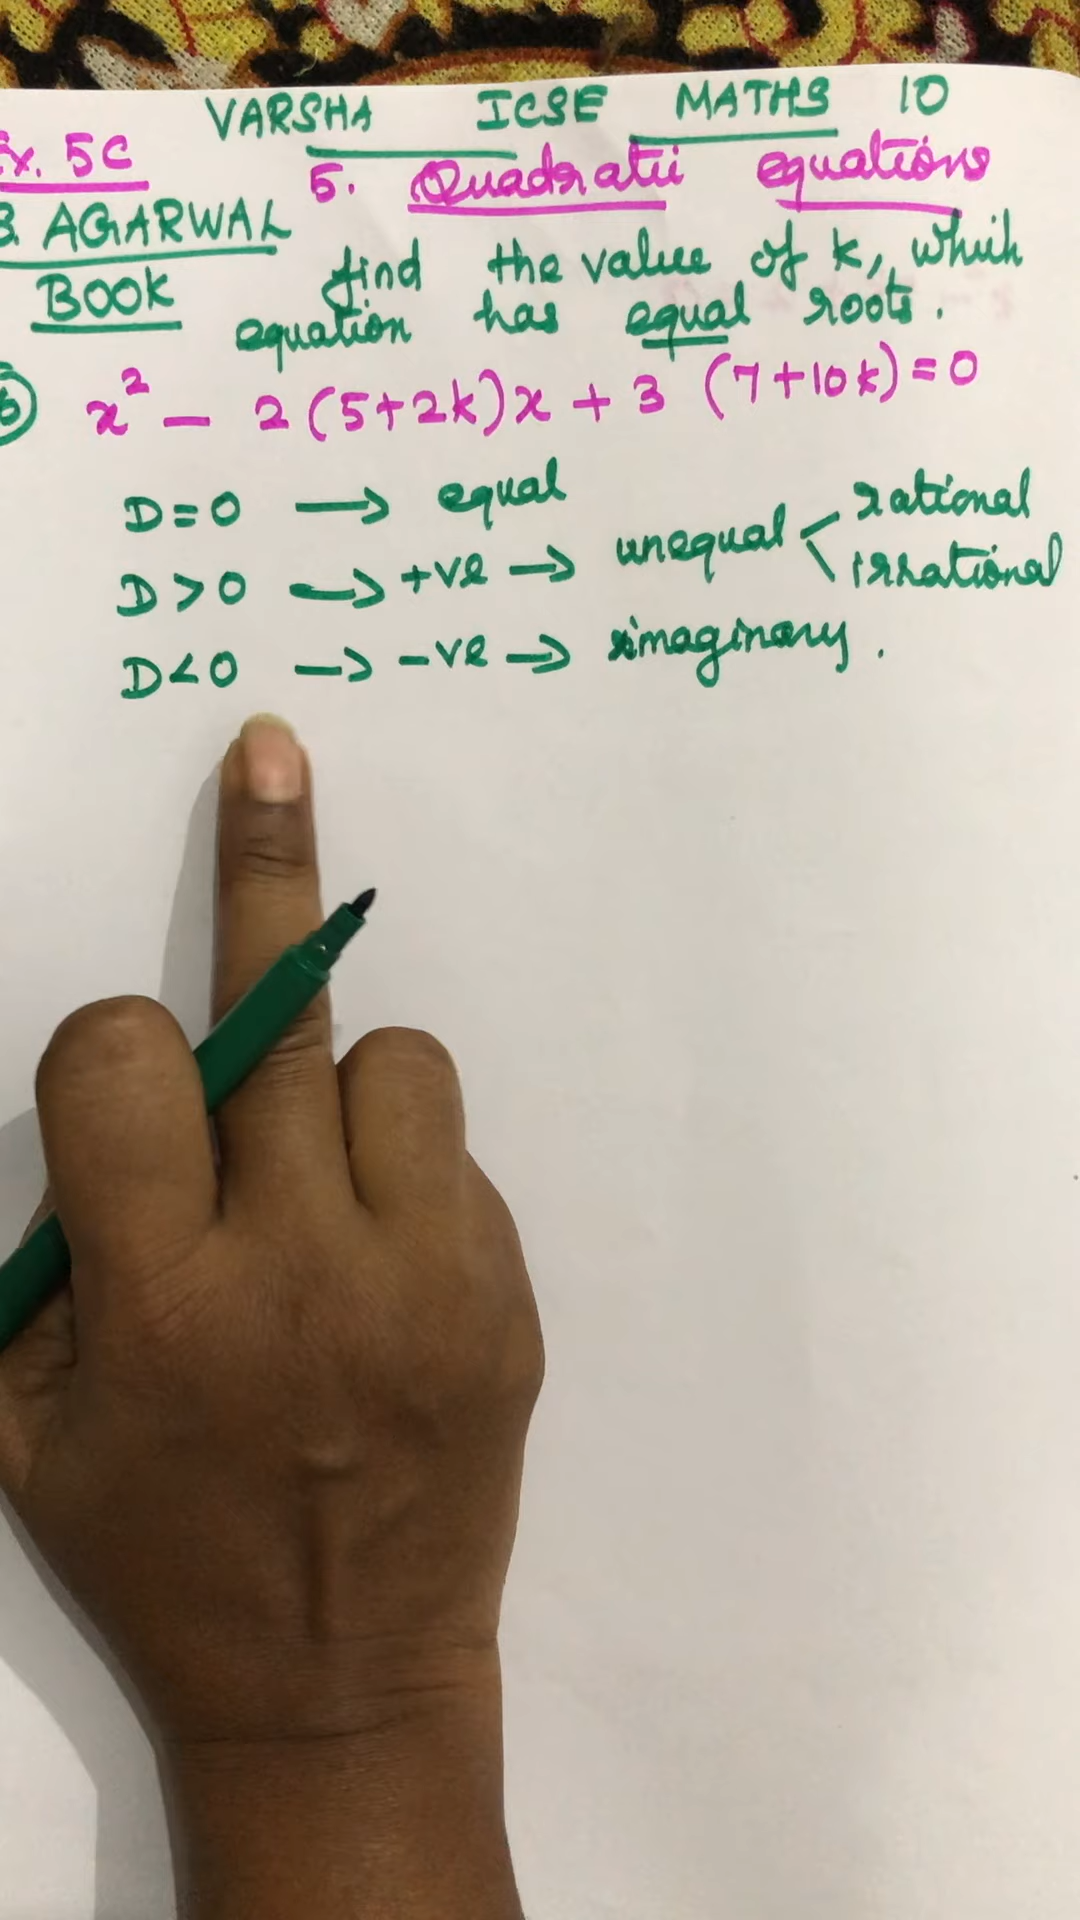 VARSHA ICSE MATHS 10
Ex. 5C
5. Quadratic equations
AGARWAL
BOOK
find the value of k, which
equation has equal roots.
x² - 2(5+2k)x + 3 (7+10k)=0
D=0 → equal
D>0 → +ve → unequal < rational
irrational
D<0 → -ve → imaginary.